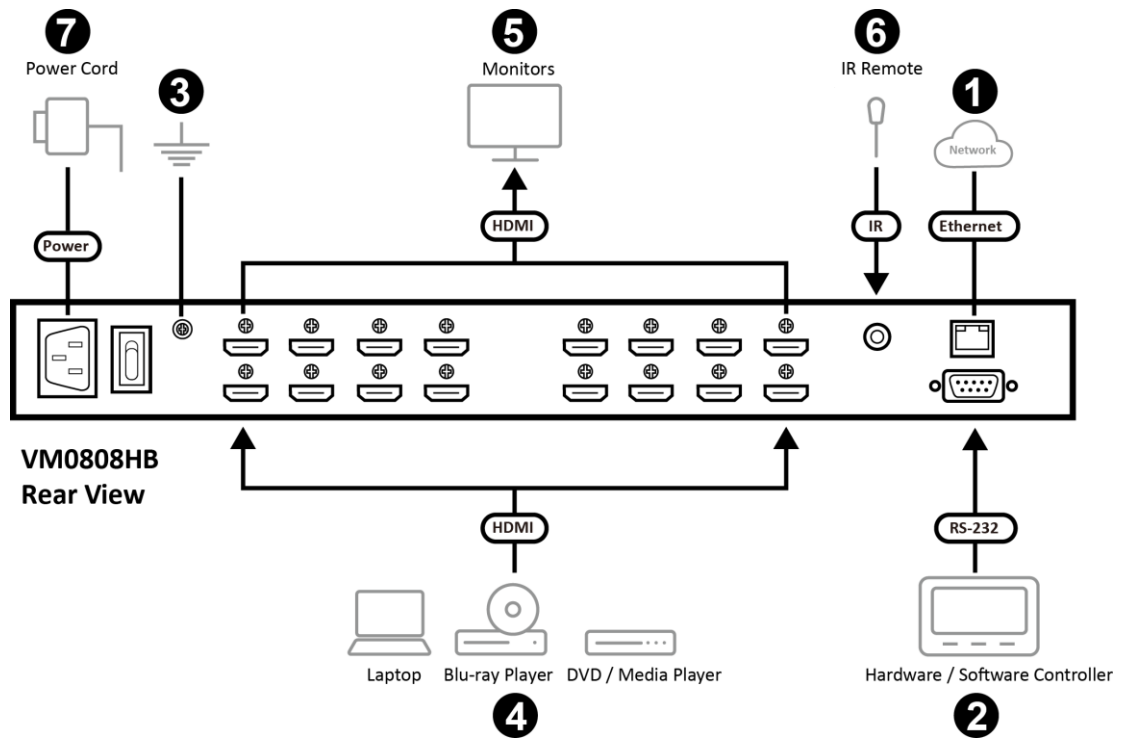 7
Power Cord
3
5
Monitors
6
IR Remote
1
Network
Power
HDMI
IR
Ethernet
VM0808HB
Rear View
HDMI
RS-232
Laptop
Blu-ray Player
DVD / Media Player
4
Hardware / Software Controller
2